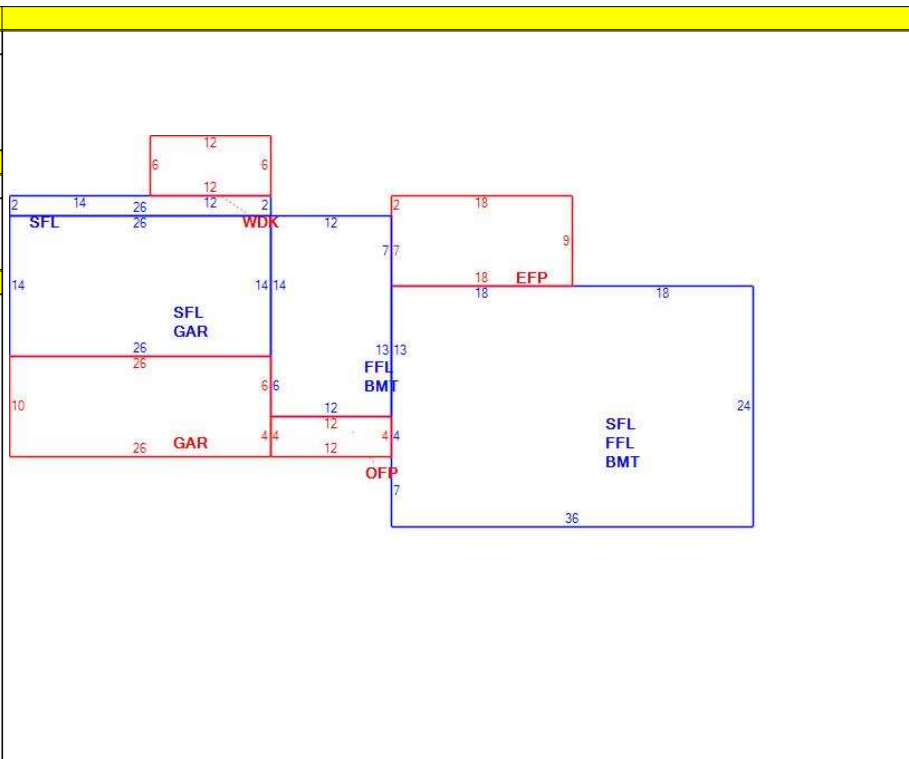 12
6 6
12
2 14 26 12 2
SFL 26 WDK 12
2 18
7 7 9
18 EFP
18 18
14 14 14
SFL
GAR
26
26
13 13
FFL
BMT
6 6
10
12
12
24
SFL
FFL
BMT
GAR
26
4 4
12
4 4
OFP
7
36